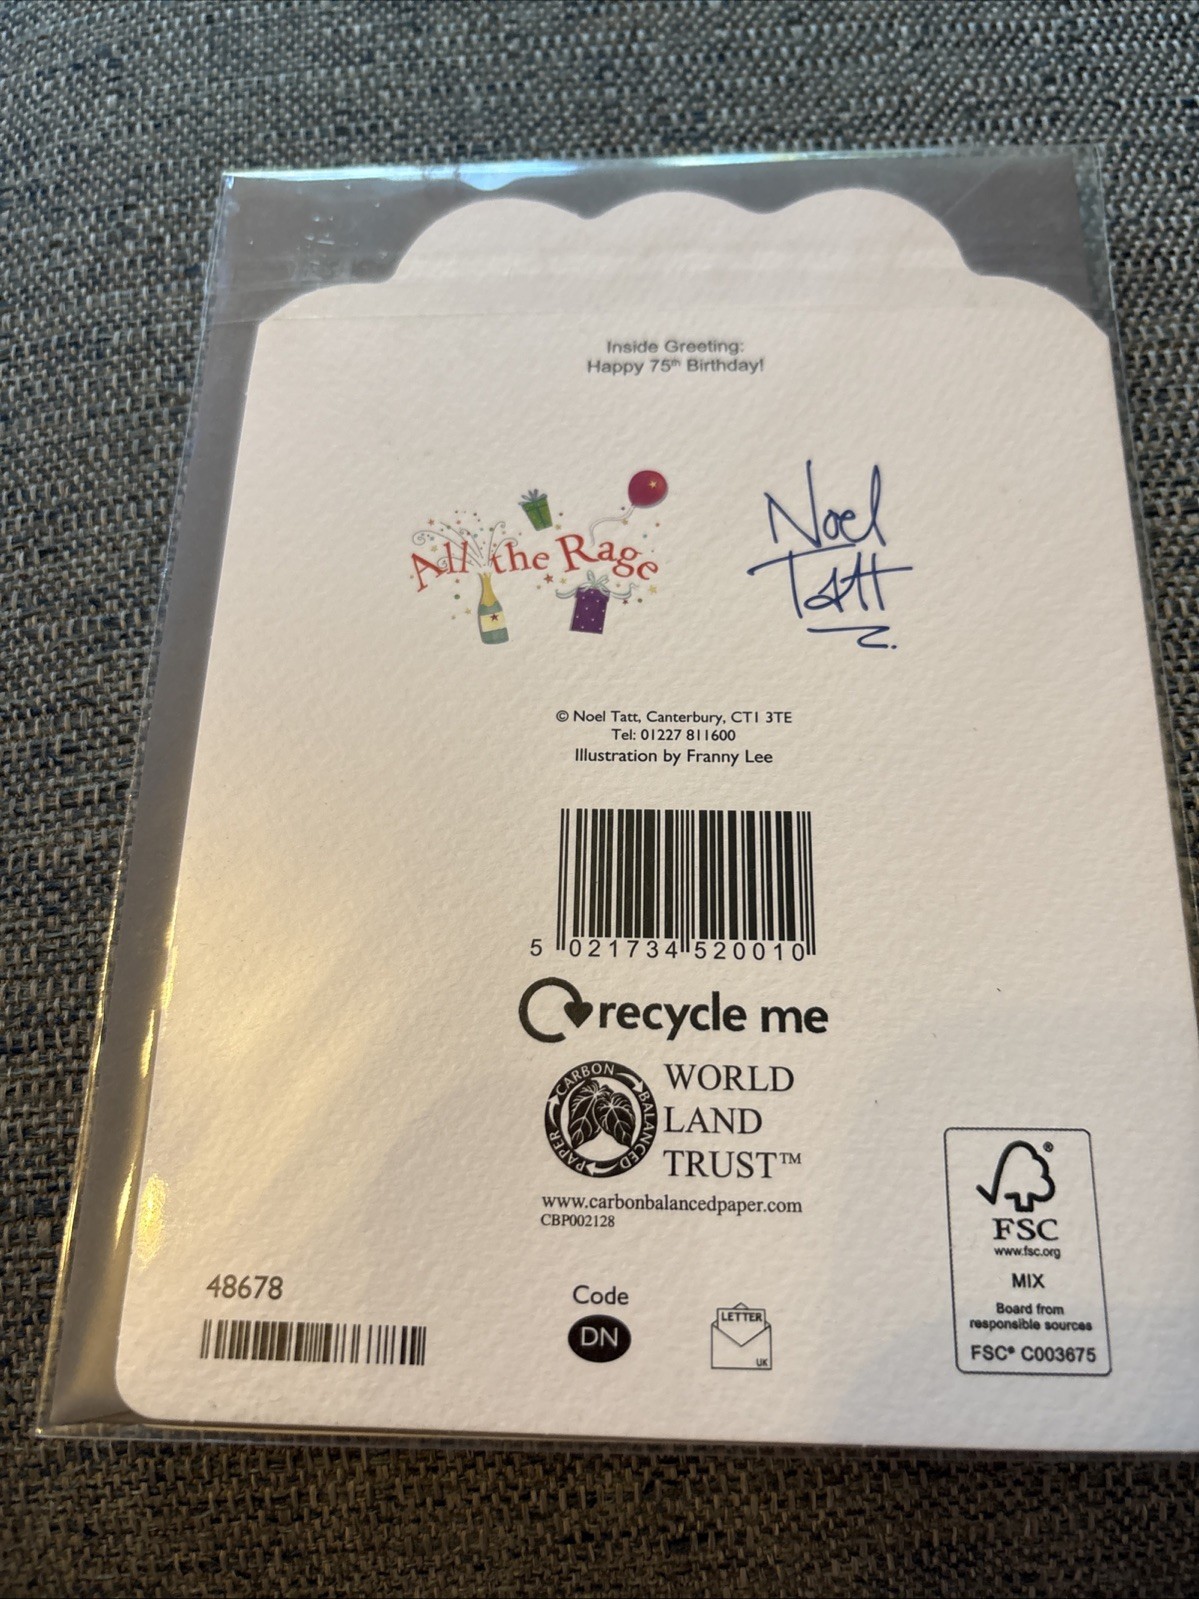 Inside Greeting:
Happy 75th Birthday!
All the Rage
Noel
Tatt
© Noel Tatt, Canterbury, CT1 3TE
Tel: 01227 811600
Illustration by Franny Lee
5 021734 520010
recycle me
CARBON BALANCED PAPER
WORLD
LAND
TRUST™
www.carbonbalancedpaper.com
CBP002128
FSC®
www.fsc.org
MIX
Board from
responsible sources
FSC® C003675
48678
Code
DN
LETTER
UK